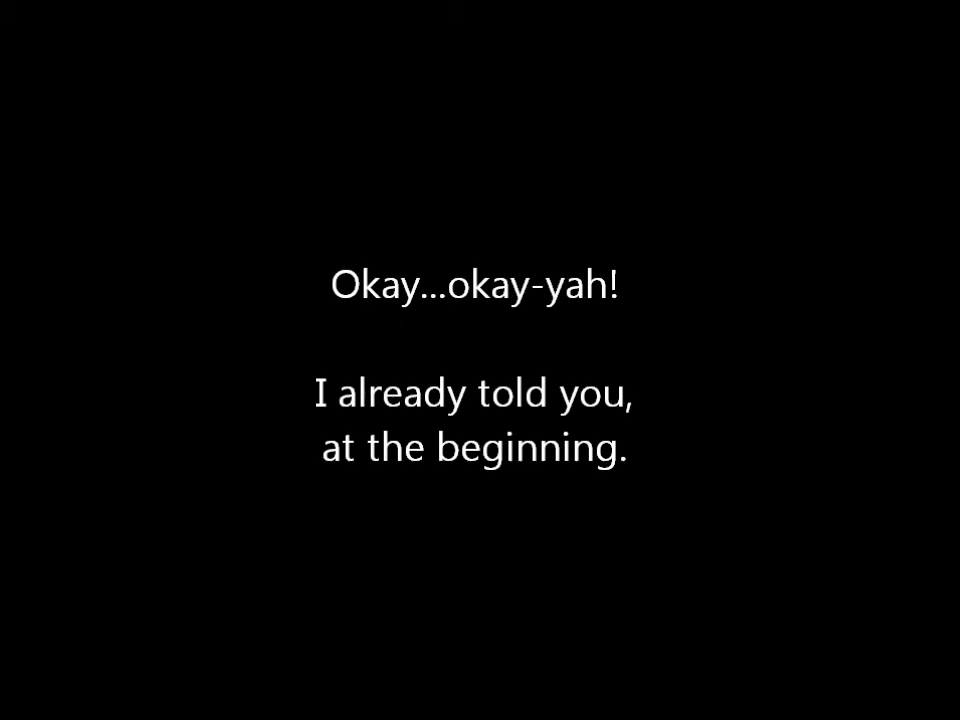 Okay...okay-yah!
I already told you,
at the beginning.